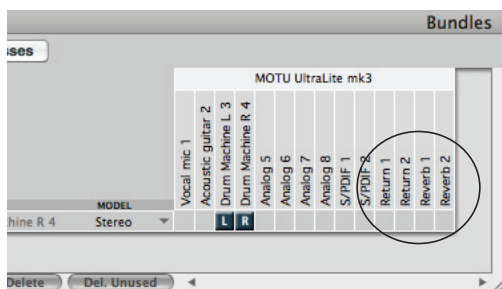 Bundles
sses
MOTU UltraLite mk3
Vocal mic 1
Acoustic guitar 2
Drum Machine L 3
Drum Machine R 4
Analog 5
Analog 6
Analog 7
Analog 8
S/PDIF 1
S/PDIF 2
Return 1
Return 2
Reverb 1
Reverb 2
MODEL
chine R 4 Stereo L R
Delete Del. Unused